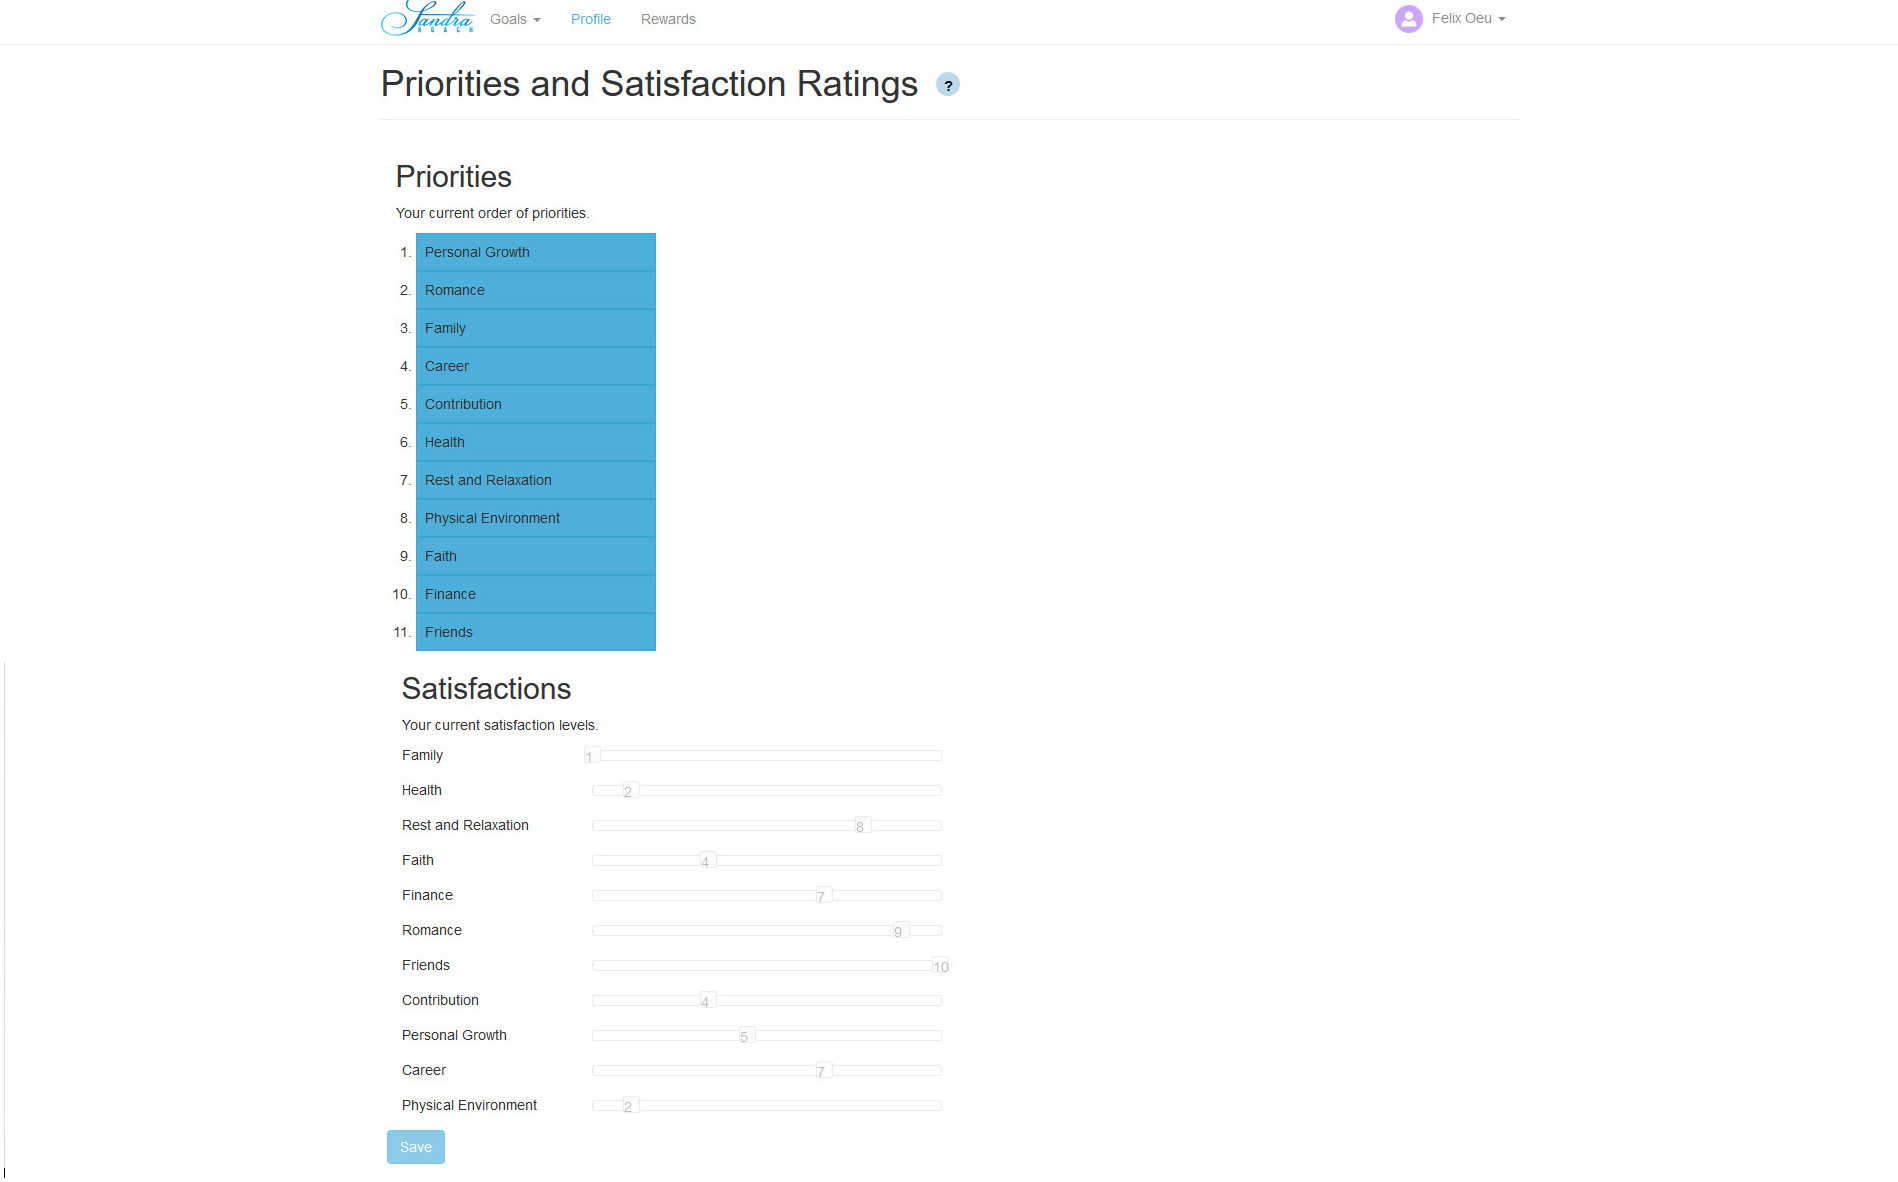 Sandra
ROACH
Goals
Profile
Rewards
Felix Oeu
Priorities and Satisfaction Ratings
?
Priorities
Your current order of priorities.
1. Personal Growth
2. Romance
3. Family
4. Career
5. Contribution
6. Health
7. Rest and Relaxation
8. Physical Environment
9. Faith
10. Finance
11. Friends
Satisfactions
Your current satisfaction levels.
Family 1
Health 2
Rest and Relaxation 8
Faith 4
Finance 7
Romance 9
Friends 10
Contribution 4
Personal Growth 5
Career 7
Physical Environment 2
Save